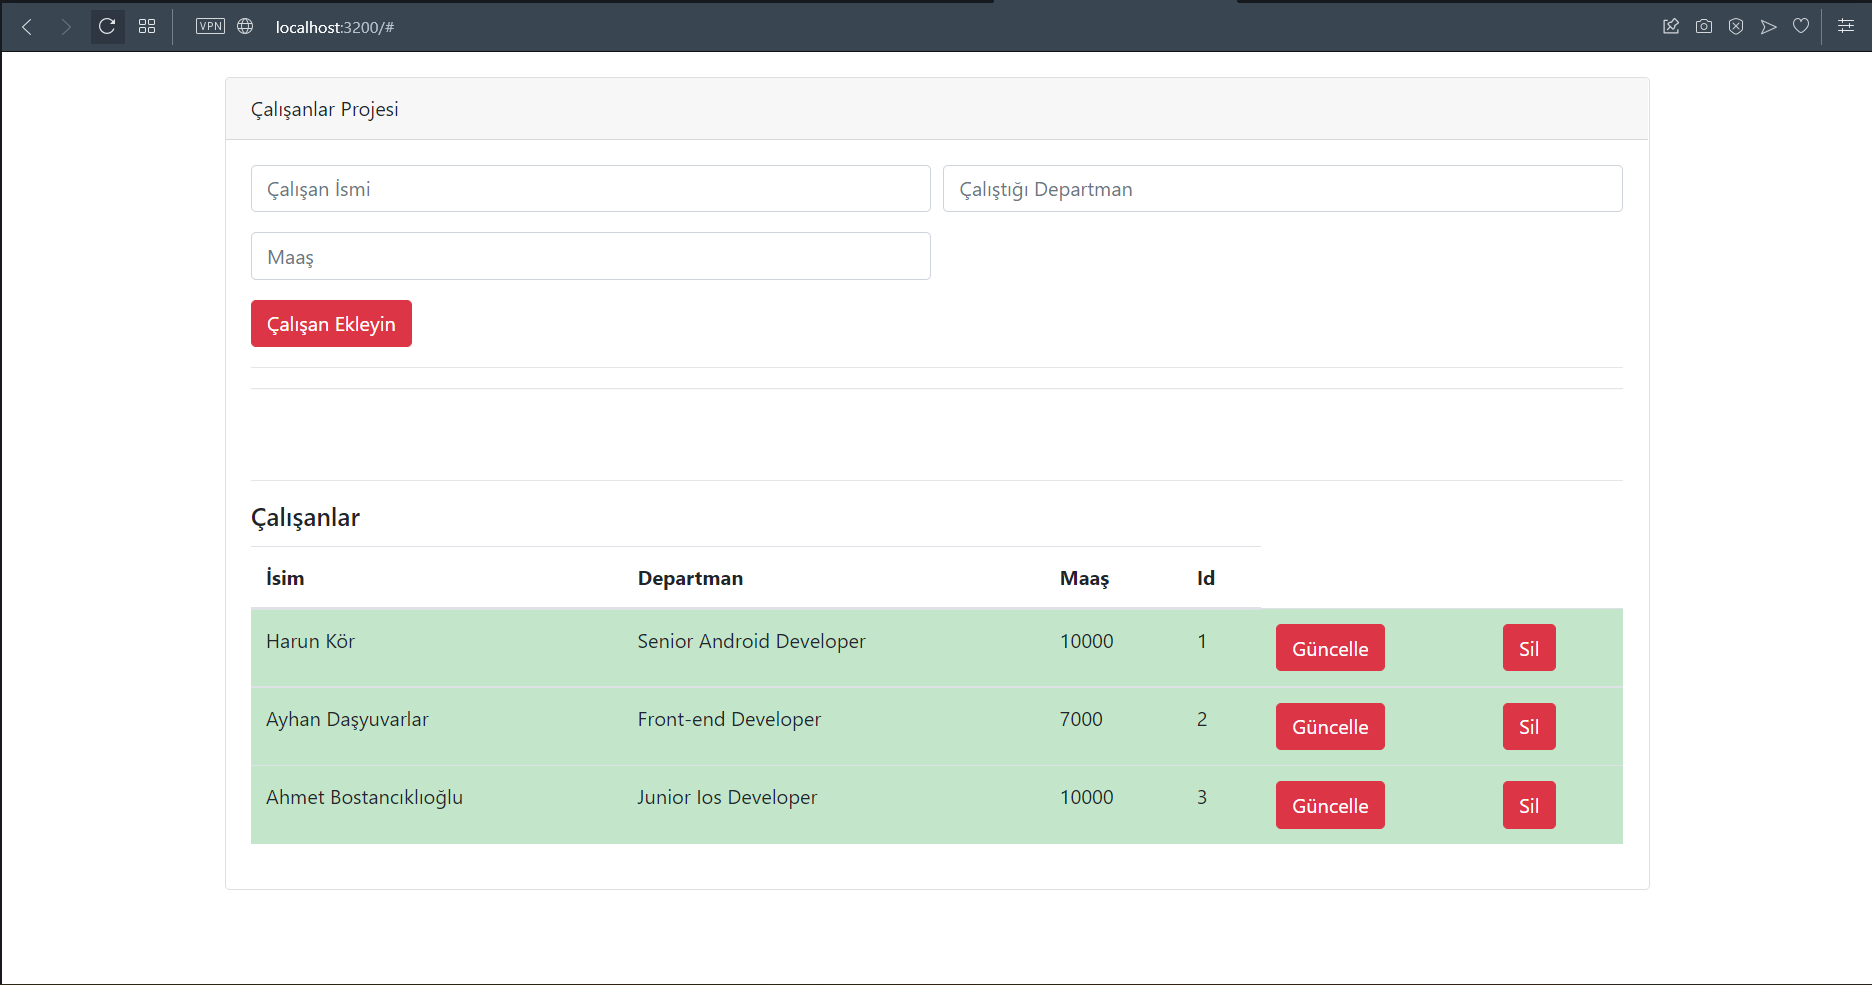 VPN localhost:3200/#
Çalışanlar Projesi
Çalışan İsmi Çalıştığı Departman
Maaş
Çalışan Ekleyin
Çalışanlar
İsim Departman Maaş Id
Harun Kör Senior Android Developer 10000 1 Güncelle Sil
Ayhan Daşyuvarlar Front-end Developer 7000 2 Güncelle Sil
Ahmet Bostancıklıoğlu Junior Ios Developer 10000 3 Güncelle Sil